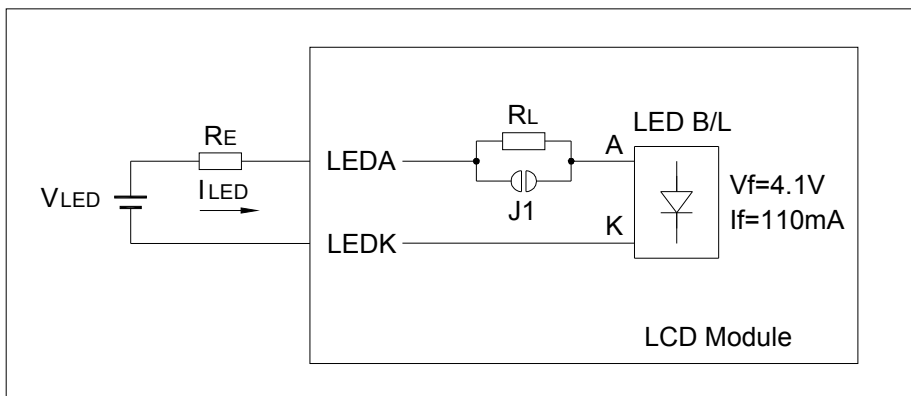 RL
LED B/L
RE
LEDA
A
VLED
ILED
J1
Vf=4.1V
If=110mA
K
LEDK
LCD Module